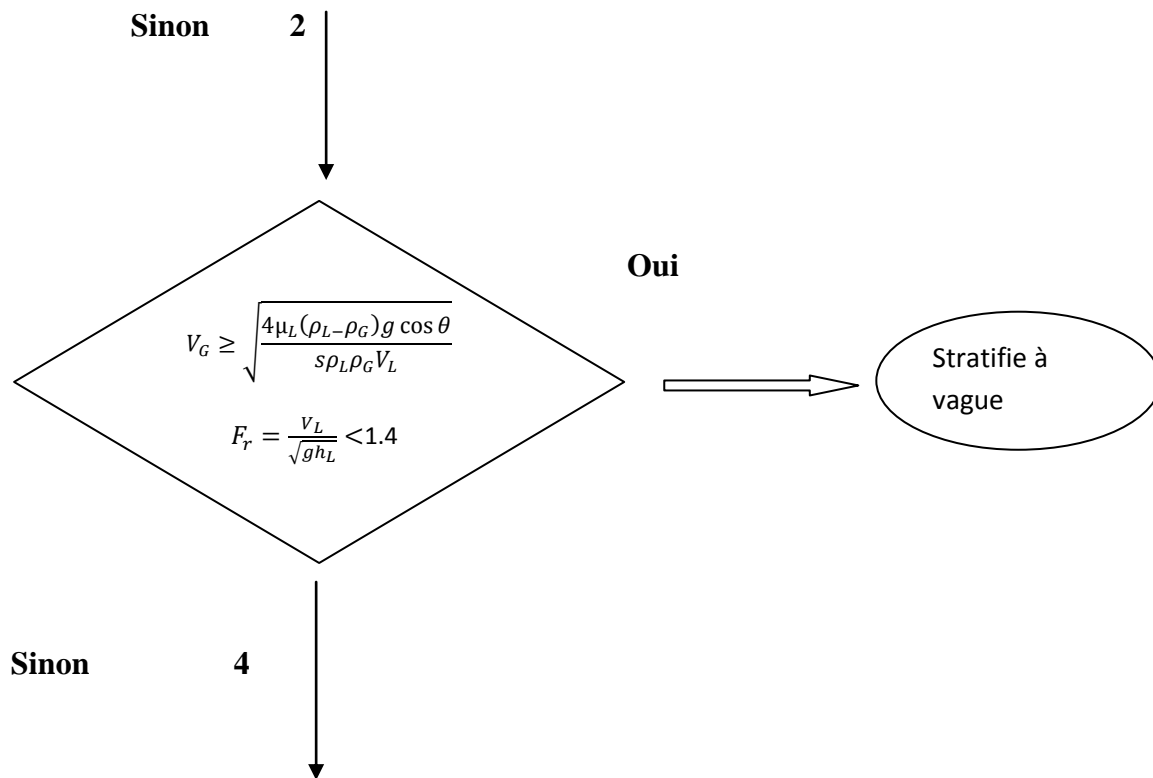 Sinon 2
Oui
V_G ≥ √(4μ_L(ρ_L−ρ_G)g cos θ / sρ_Lρ_GV_L)
F_r = V_L / √(gh_L) <1.4
Stratifie à
vague
Sinon 4